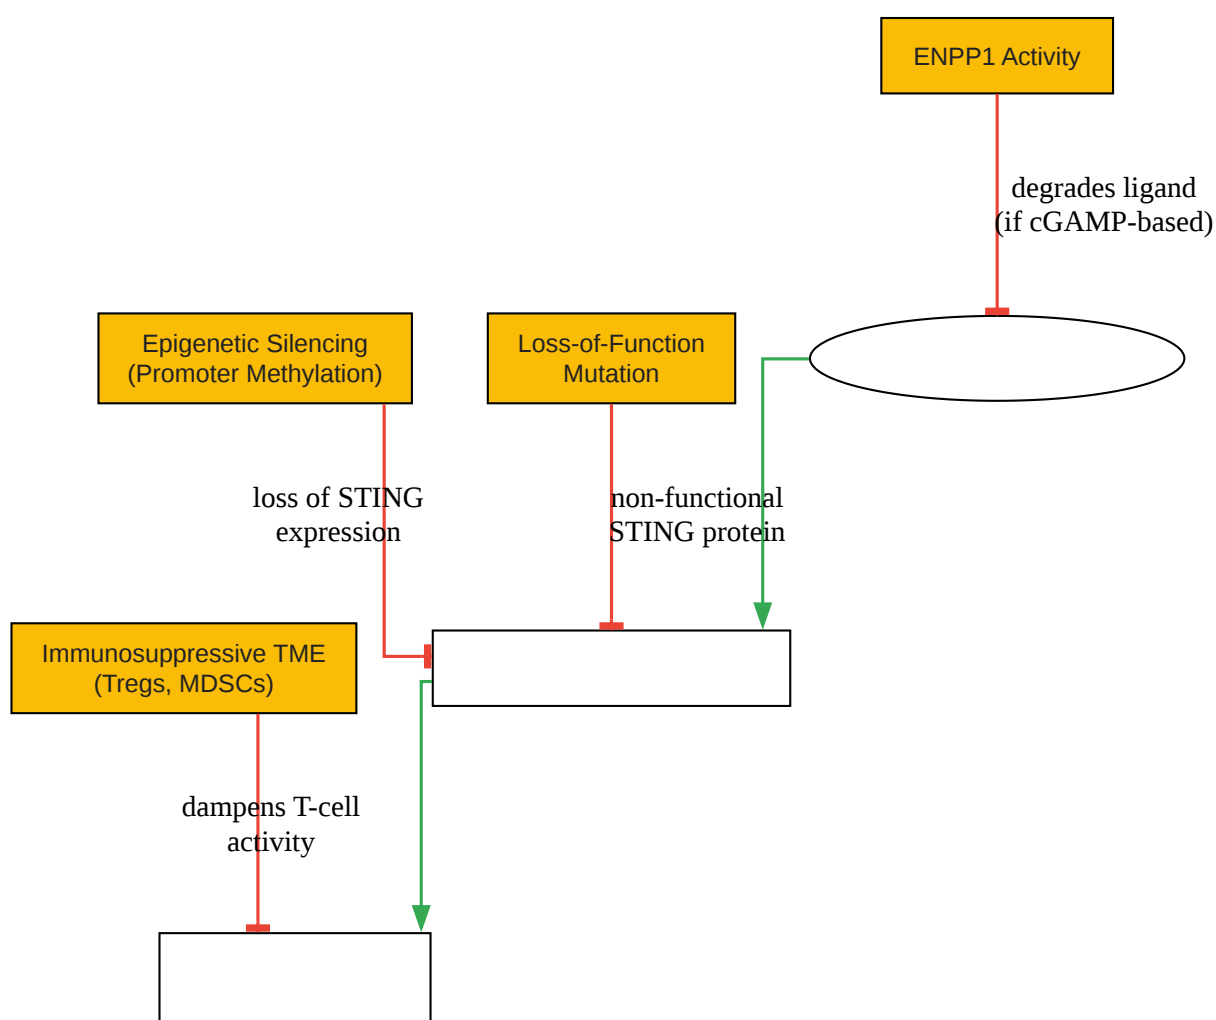 ENPP1 Activity
degrades ligand
(if cGAMP-based)
Epigenetic Silencing
(Promoter Methylation)
Loss-of-Function
Mutation
loss of STING
expression
non-functional
STING protein
Immunosuppressive TME
(Tregs, MDSCs)
dampens T-cell
activity